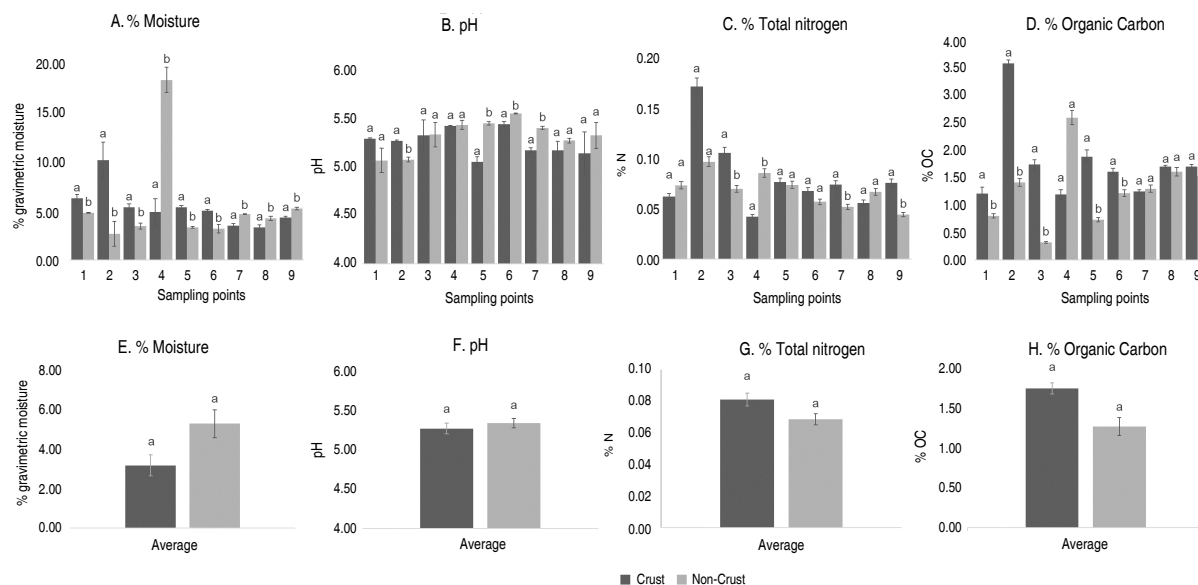 A. % Moisture
% gravimetric moisture
20.00
15.00
10.00
5.00
0.00
a b a b a b a b a b a b a b a b a b
1 2 3 4 5 6 7 8 9
Sampling points
B. pH
pH
6.00
5.50
5.00
4.50
4.00
a a a b a a a a a b a b a b a a a a
1 2 3 4 5 6 7 8 9
Sampling points
C. % Total nitrogen
% N
0.20
0.15
0.10
0.05
0.00
a a a b a b a b a a a a a b a a a b
1 2 3 4 5 6 7 8 9
Sampling points
D. % Organic Carbon
% OC
4.00
3.50
3.00
2.50
2.00
1.50
1.00
0.50
0.00
a b a b a b a a a b a b a a a a a
1 2 3 4 5 6 7 8 9
Sampling points
E. % Moisture
% gravimetric moisture
8.00
6.00
4.00
2.00
0.00
a a
Average
F. pH
pH
6.00
5.50
5.00
4.50
4.00
a a
Average
G. % Total nitrogen
% N
0.10
0.08
0.06
0.04
0.02
0.00
a a
Average
H. % Organic Carbon
% OC
2.00
1.50
1.00
0.50
0.00
a a
Average
Crust Non-Crust